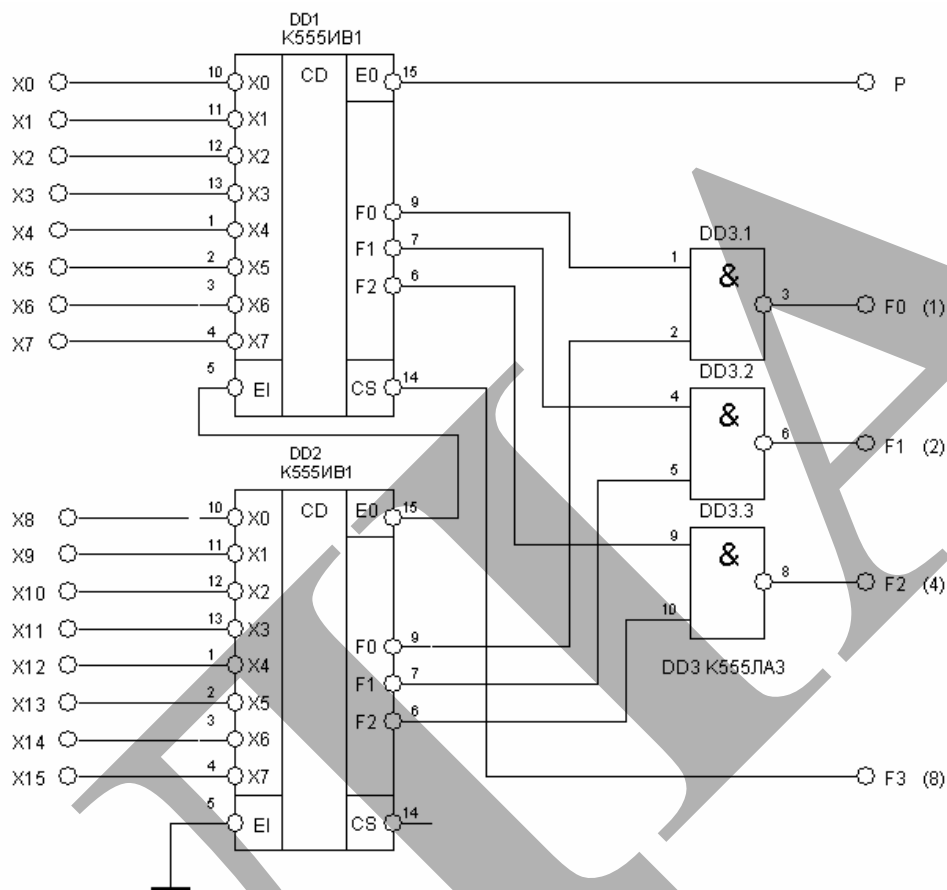 DD1
К555ИВ1
X0 10 X0 CD E0 15 P
X1 11 X1
X2 12 X2
X3 13 X3
X4 1 X4 F0 9
X5 2 X5 F1 7
X6 3 X6 F2 6
X7 4 X7
5 EI CS 14
DD3.1
1 & 3 F0 (1)
2
DD3.2
4 & 6 F1 (2)
5
DD3.3
9 & 8 F2 (4)
10
DD3 К555ЛА3
DD2
К555ИВ1
X8 10 X0 CD E0 15
X9 11 X1
X10 12 X2
X11 13 X3
X12 1 X4 F0 9
X13 2 X5 F1 7
X14 3 X6 F2 6
X15 4 X7
5 EI CS 14
F3 (8)